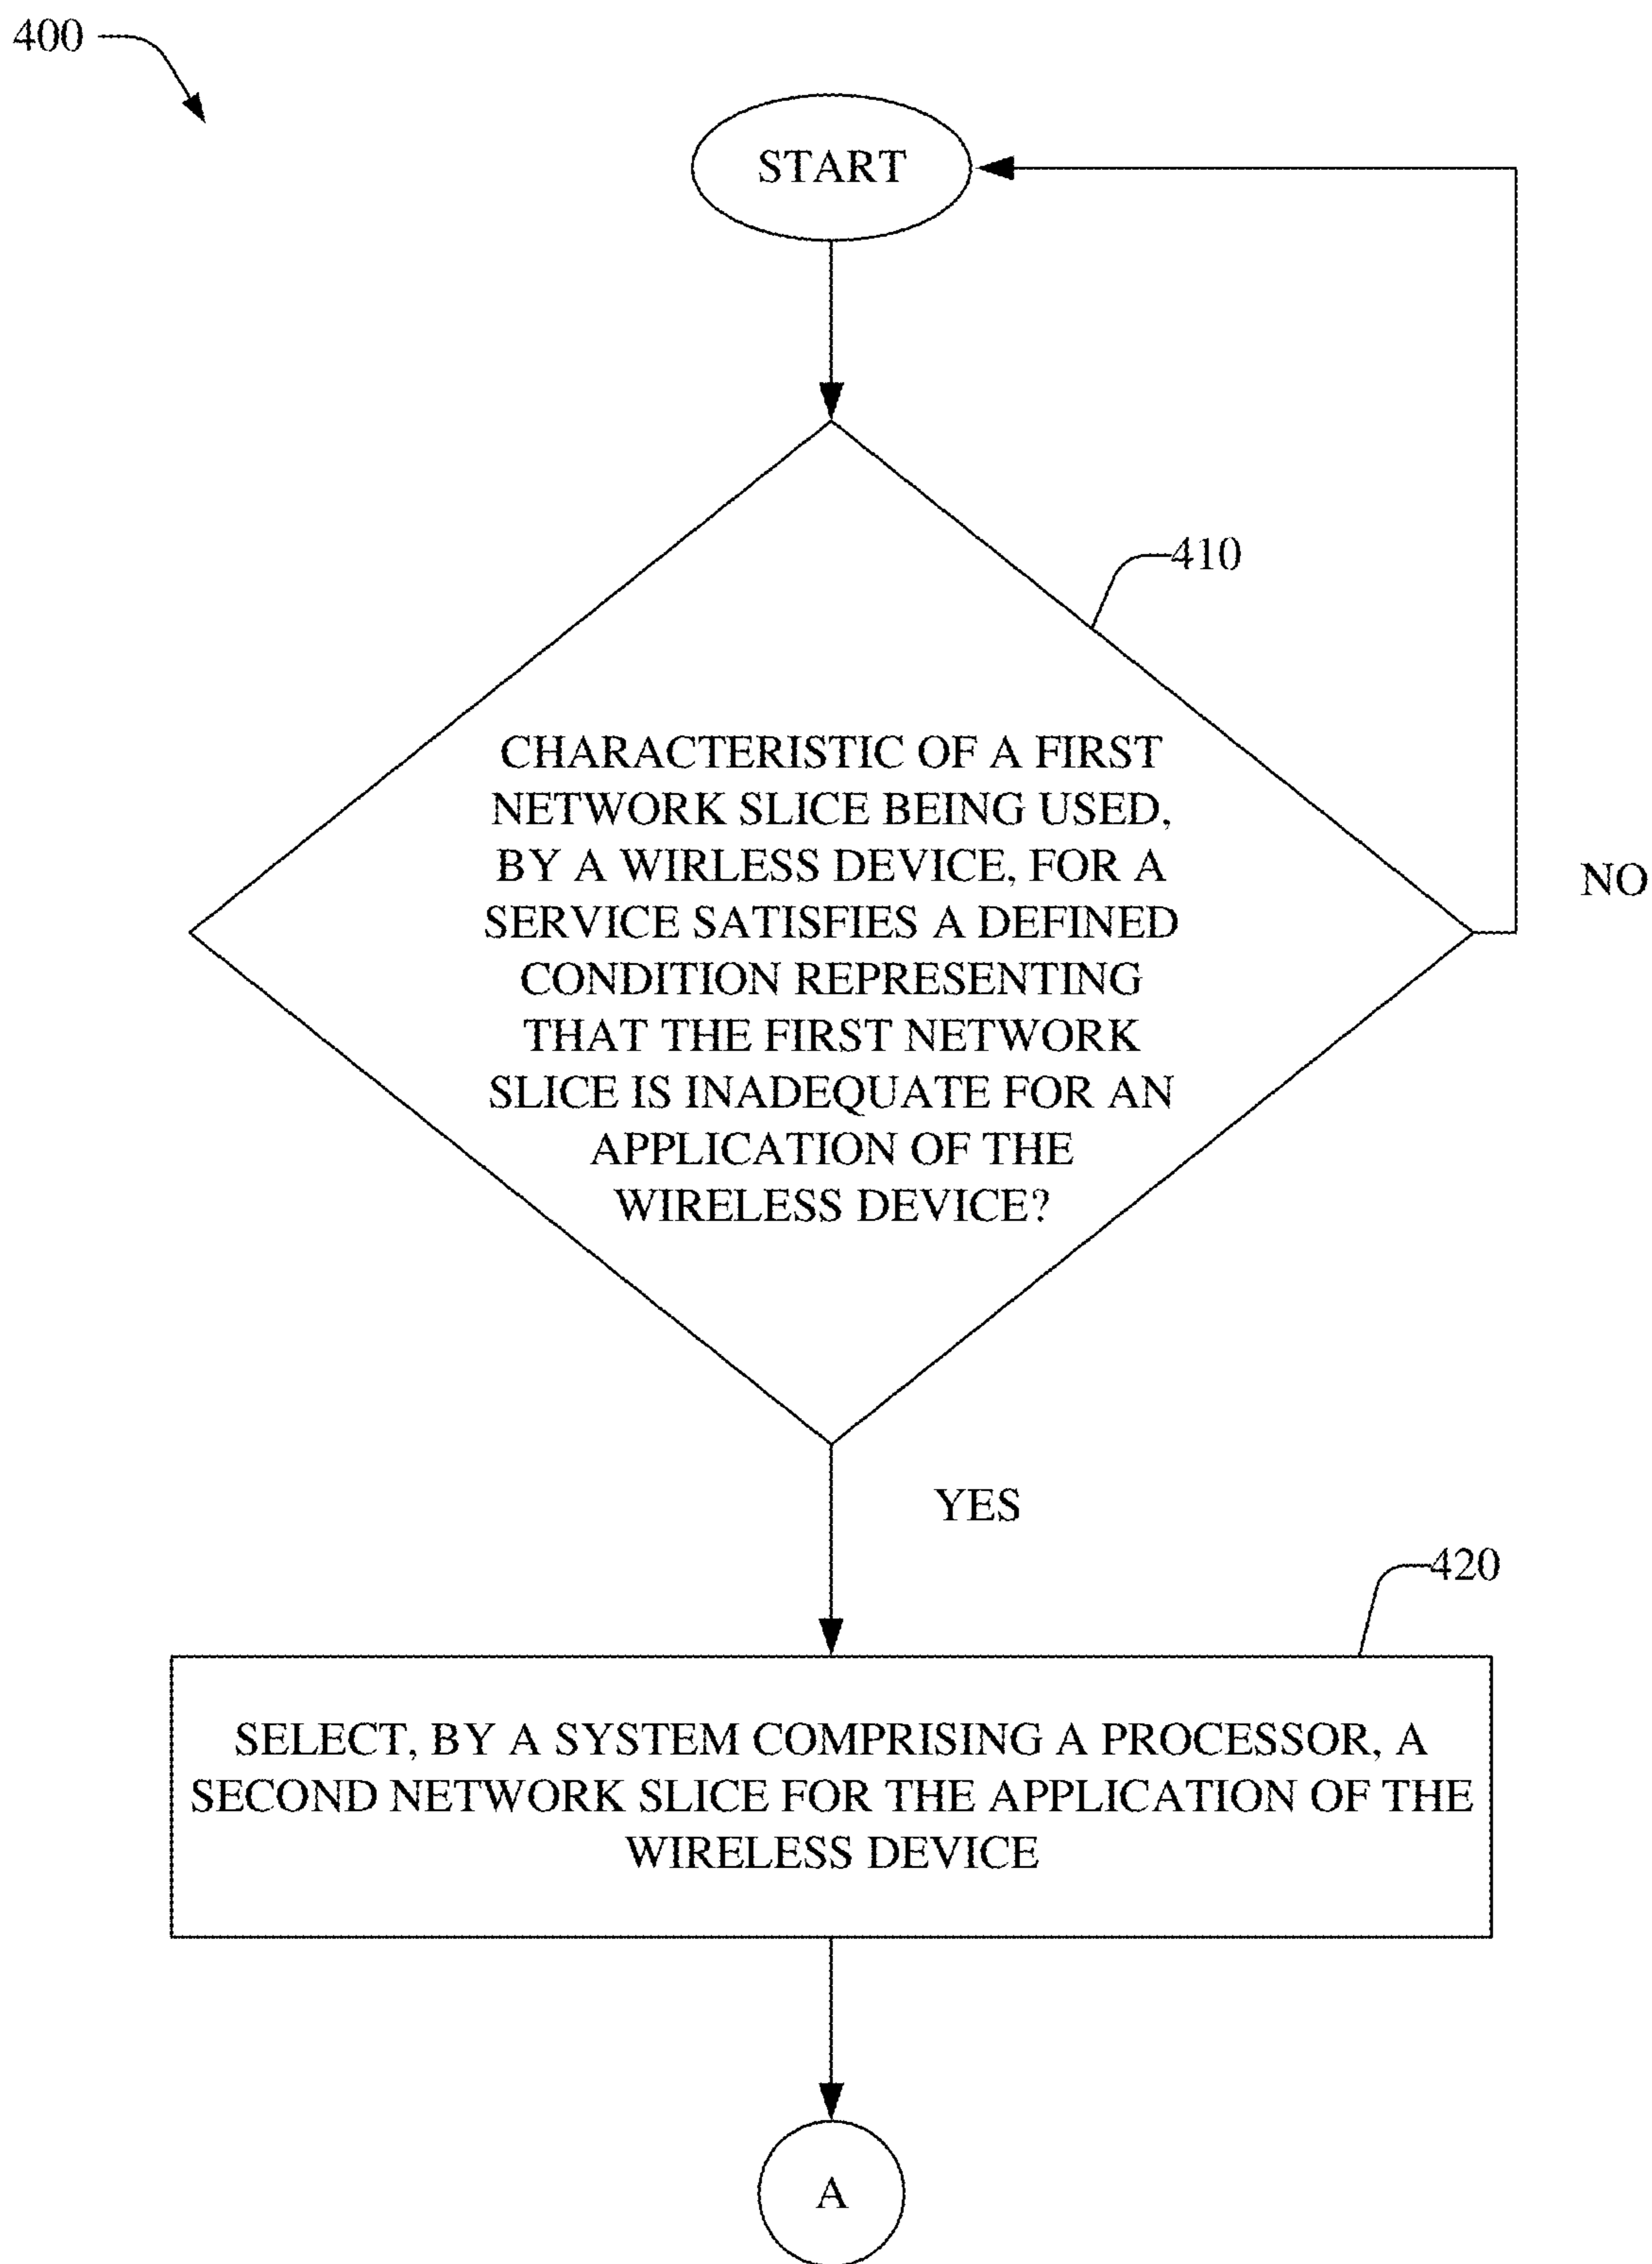 400
START
410
CHARACTERISTIC OF A FIRST
NETWORK SLICE BEING USED,
BY A WIRLESS DEVICE, FOR A
SERVICE SATISFIES A DEFINED
CONDITION REPRESENTING
THAT THE FIRST NETWORK
SLICE IS INADEQUATE FOR AN
APPLICATION OF THE
WIRELESS DEVICE?
NO
YES
420
SELECT, BY A SYSTEM COMPRISING A PROCESSOR, A
SECOND NETWORK SLICE FOR THE APPLICATION OF THE
WIRELESS DEVICE
A